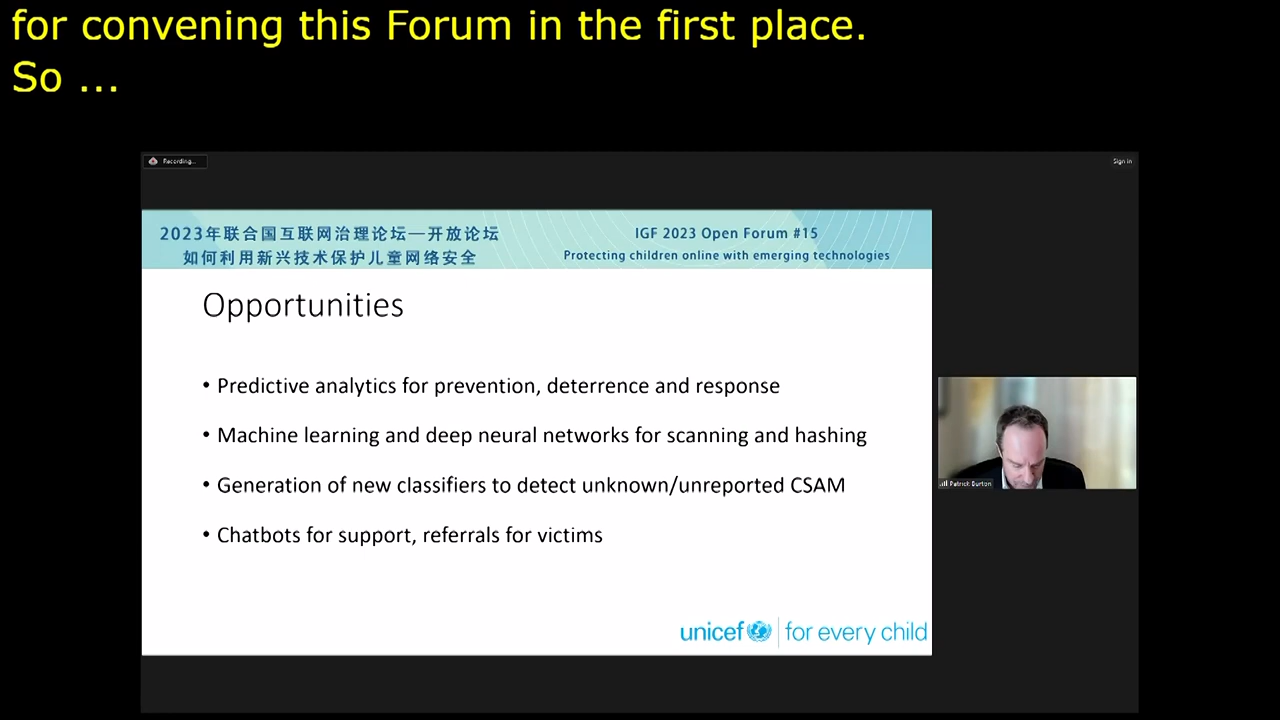 for convening this Forum in the first place.
So ...
Recording...
Sign in
2023年联合国互联网治理论坛—开放论坛
如何利用新兴技术保护儿童网络安全
IGF 2023 Open Forum #15
Protecting children online with emerging technologies
Opportunities
• Predictive analytics for prevention, deterrence and response
• Machine learning and deep neural networks for scanning and hashing
• Generation of new classifiers to detect unknown/unreported CSAM
• Chatbots for support, referrals for victims
Patrick Burton
unicef for every child